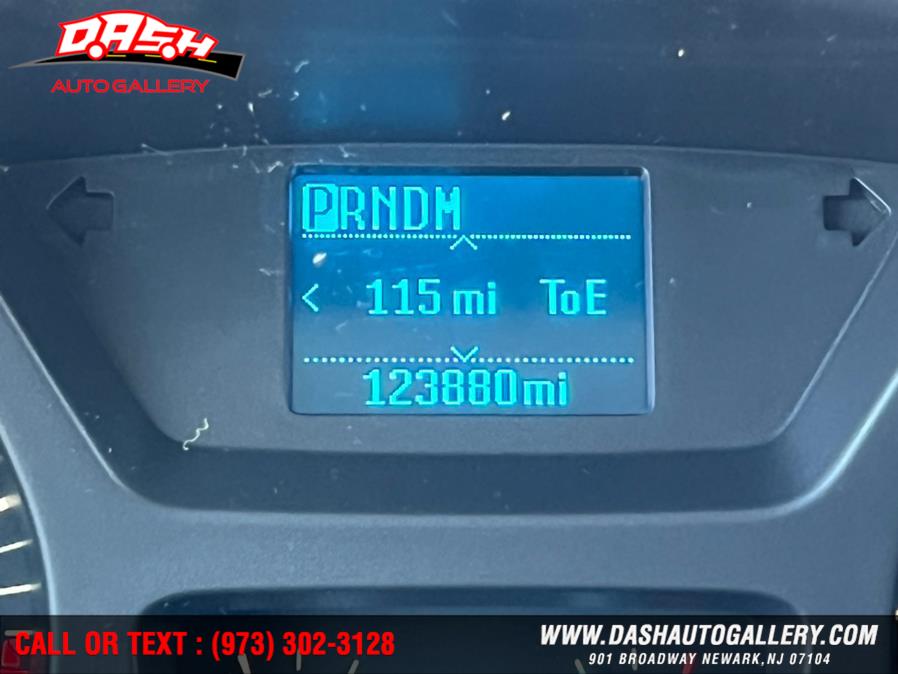 DASH
AUTO GALLERY
PRNDM
< 115 mi ToE
123880mi
CALL OR TEXT : (973) 302-3128
WWW.DASHAUTOGALLERY.COM
901 BROADWAY NEWARK,NJ 07104